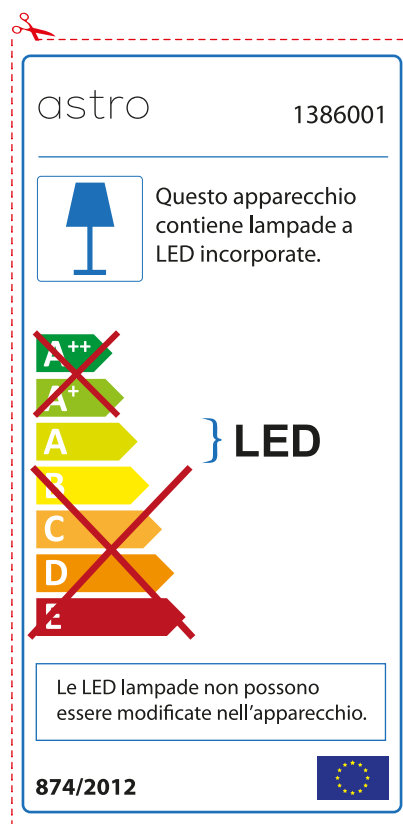 astro
1386001
Questo apparecchio
contiene lampade a
LED incorporate.
A++
A+
A
LED
B
C
D
E
Le LED lampade non possono
essere modificate nell'apparecchio.
874/2012